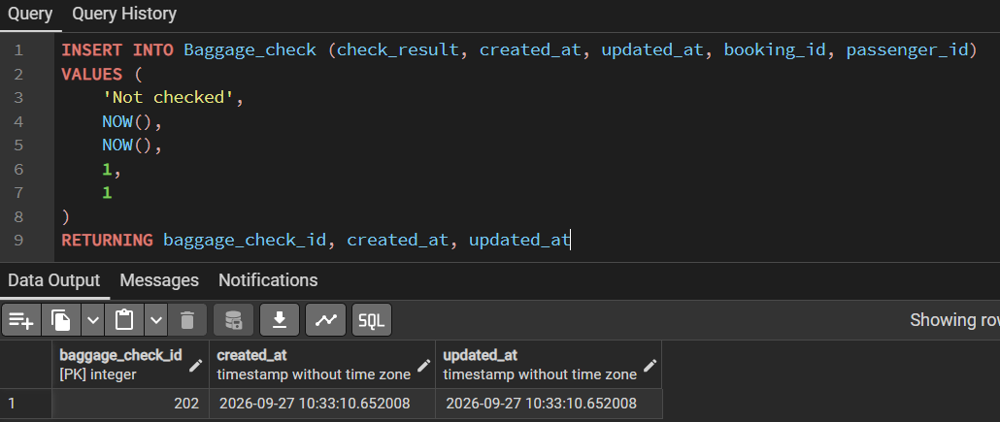 Query Query History
1 INSERT INTO Baggage_check (check_result, created_at, updated_at, booking_id, passenger_id)
2 VALUES (
3 'Not checked',
4 NOW(),
5 NOW(),
6 1,
7 1
8 )
9 RETURNING baggage_check_id, created_at, updated_at
Data Output Messages Notifications
SQL Showing
baggage_check_id created_at updated_at
[PK] integer timestamp without time zone timestamp without time zone
1 202 2026-09-27 10:33:10.652008 2026-09-27 10:33:10.652008